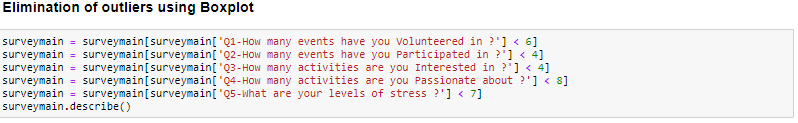 Elimination of outliers using Boxplot
surveymain = surveymain[surveymain['Q1-How many events have you Volunteered in ?'] < 6]
surveymain = surveymain[surveymain['Q2-How many events have you Participated in ?'] < 4]
surveymain = surveymain[surveymain['Q3-How many activities are you Interested in ?'] < 4]
surveymain = surveymain[surveymain['Q4-How many activities are you Passionate about ?'] < 8]
surveymain = surveymain[surveymain['Q5-What are your levels of stress ?'] < 7]
surveymain.describe()